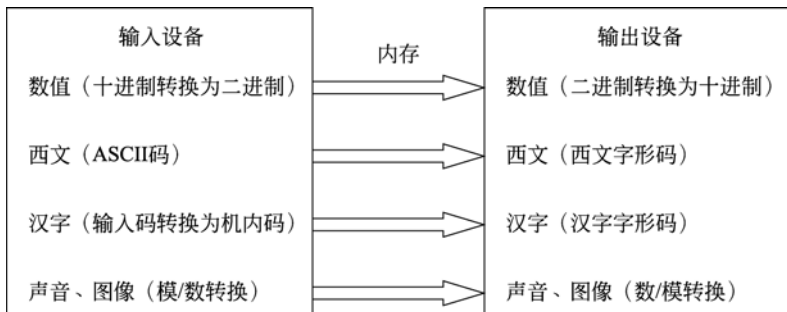 输入设备
数值（十进制转换为二进制）
西文（ASCII码）
汉字（输入码转换为机内码）
声音、图像（模/数转换）
内存
输出设备
数值（二进制转换为十进制）
西文（西文字形码）
汉字（汉字字形码）
声音、图像（数/模转换）